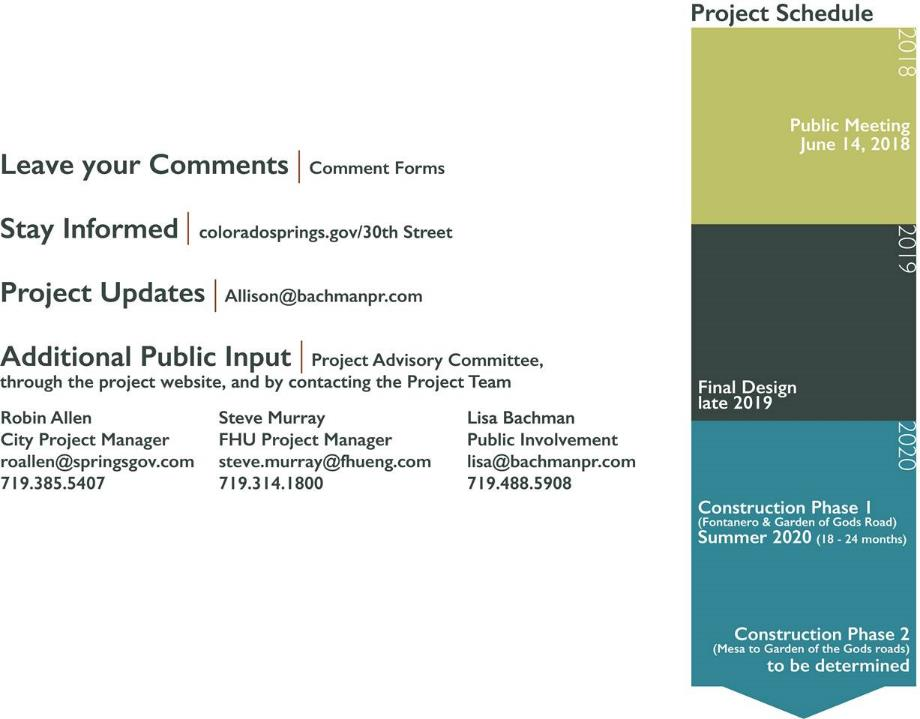 Leave your Comments | Comment Forms
Stay Informed | coloradosprings.gov/30th Street
Project Updates | Allison@bachmanpr.com
Additional Public Input | Project Advisory Committee,
through the project website, and by contacting the Project Team
Robin Allen
City Project Manager
roallen@springsgov.com
719.385.5407
Steve Murray
FHU Project Manager
steve.murray@fhueng.com
719.314.1800
Lisa Bachman
Public Involvement
lisa@bachmanpr.com
719.488.5908
Project Schedule
2018
Public Meeting
June 14, 2018
2019
Final Design
late 2019
2020
Construction Phase 1
(Fontanero & Garden of Gods Road)
Summer 2020 (18 - 24 months)
Construction Phase 2
(Mesa to Garden of the Gods roads)
to be determined